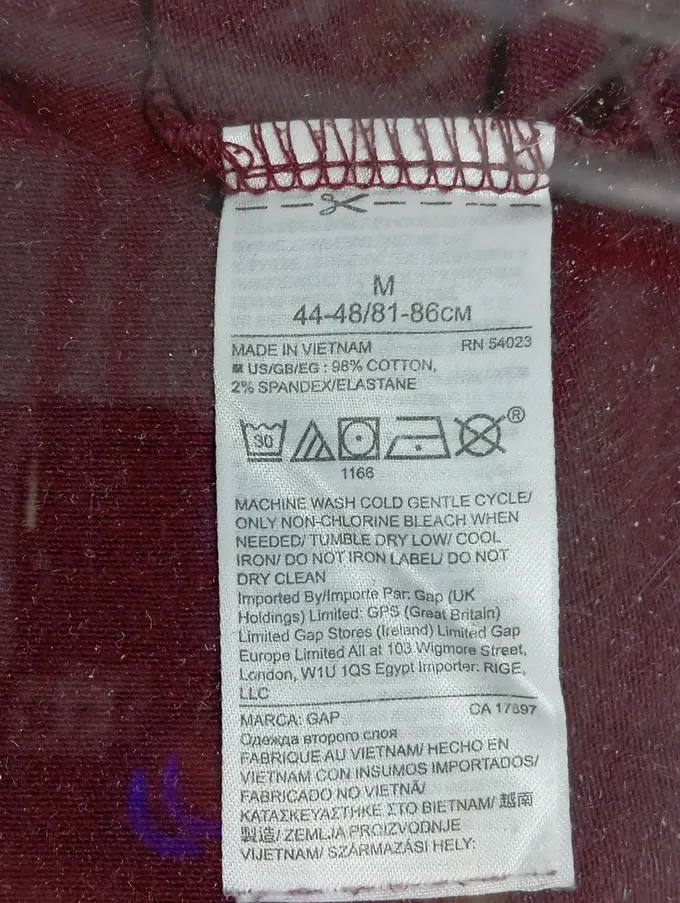 M
44-48/81-86CM
MADE IN VIETNAM RN 54023
US/GB/EG : 98% COTTON,
2% SPANDEX/ELASTANE
30
®
1166
MACHINE WASH COLD GENTLE CYCLE/
ONLY NON-CHLORINE BLEACH WHEN
NEEDED/ TUMBLE DRY LOW/ COOL
IRON/ DO NOT IRON LABEL/ DO NOT
DRY CLEAN
Imported By/Importe Par: Gap (UK
Holdings) Limited: GPS (Great Britain)
Limited Gap Stores (Ireland) Limited Gap
Europe Limited All at 103 Wigmore Street,
London, W1U 1QS Egypt Importer: RIGE,
LLC
MARCA: GAP CA 17897
Одежда второго слоя
FABRIQUE AU VIETNAM/ HECHO EN
VIETNAM CON INSUMOS IMPORTADOS/
FABRICADO NO VIETNÃ/
ΚΑΤΑΣΚΕΥΑΣΤΗΚΕ ΣΤΟ ΒΙΕΤΝΑΜ/ 越南
製造/ ZEMLJA PROIZVODNJE
VIJETNAM/ SZÁRMAZÁSI HELY: